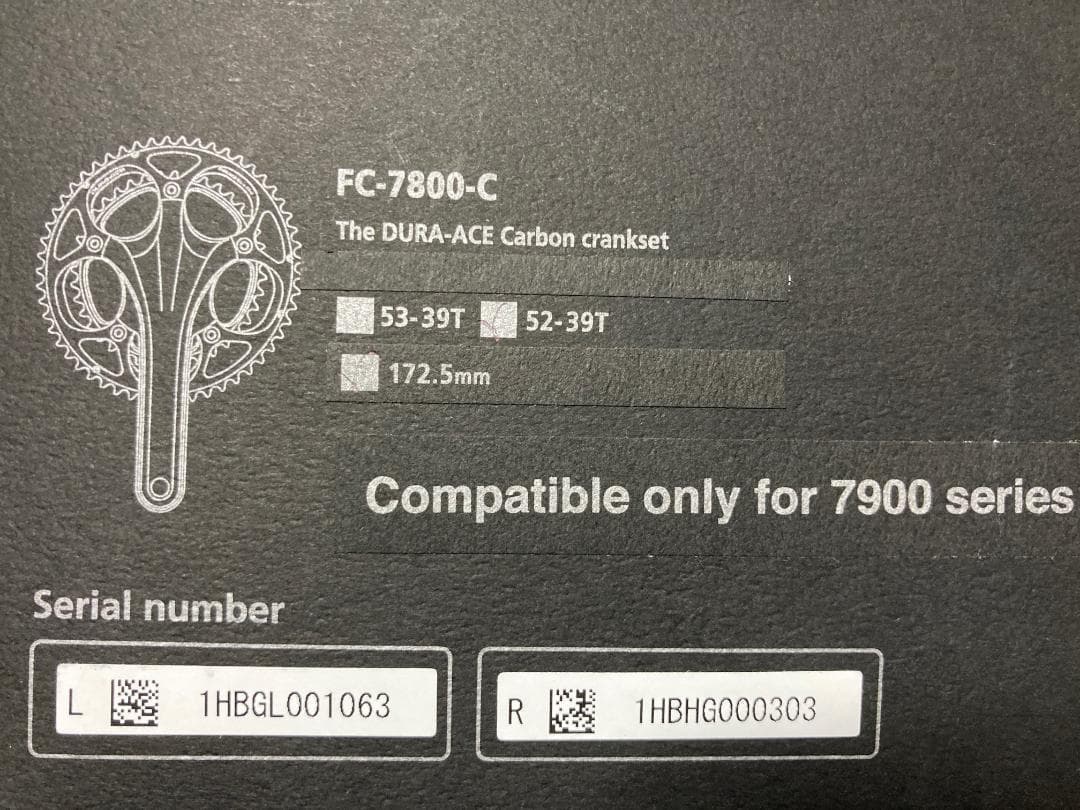 FC-7800-C
The DURA-ACE Carbon crankset
53-39T 52-39T
172.5mm
Compatible only for 7900 series
Serial number
L 1HBGL001063
R 1HBHG000303